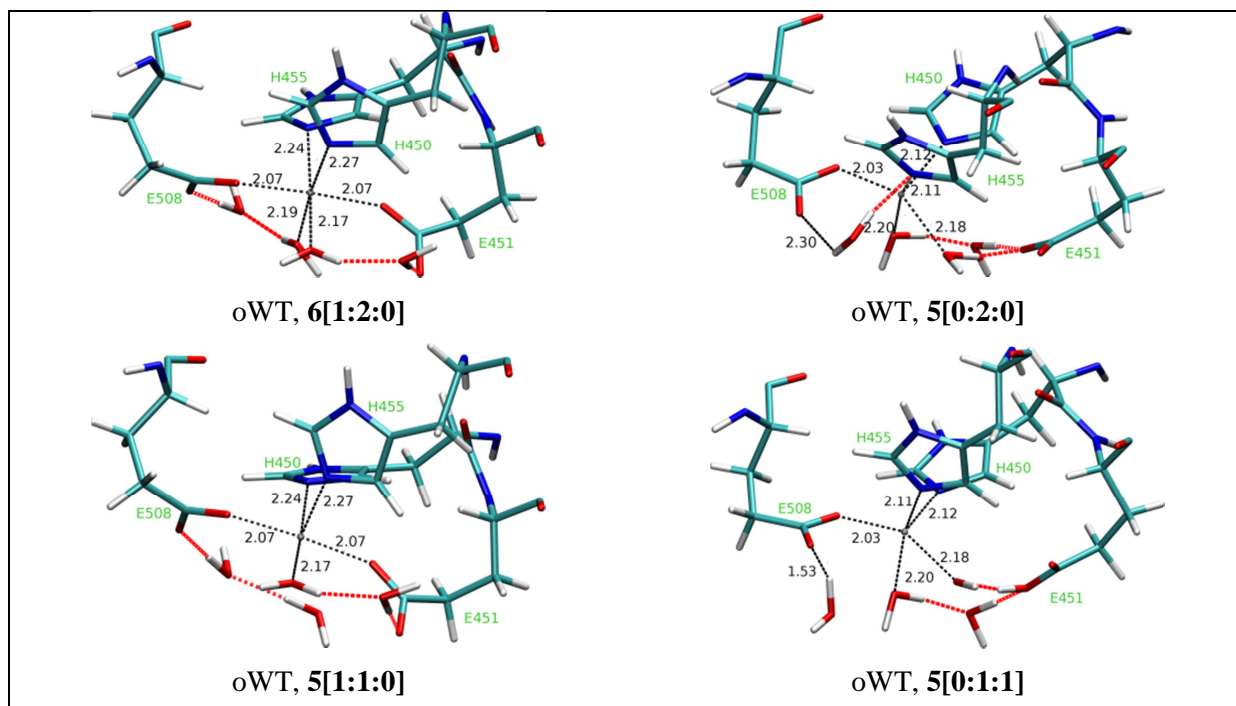 H455
2.24
2.27
H450
2.07
2.07
E508
2.19
2.17
E451
oWT, 6[1:2:0]
H450
2.03
2.12
H455
E508
2.11
2.20
2.18
2.30
E451
oWT, 5[0:2:0]
H455
H450
2.24
2.27
E508
2.07
2.07
2.17
E451
oWT, 5[1:1:0]
H455
H450
2.11
2.12
E508
2.03
1.53
2.18
2.20
E451
oWT, 5[0:1:1]